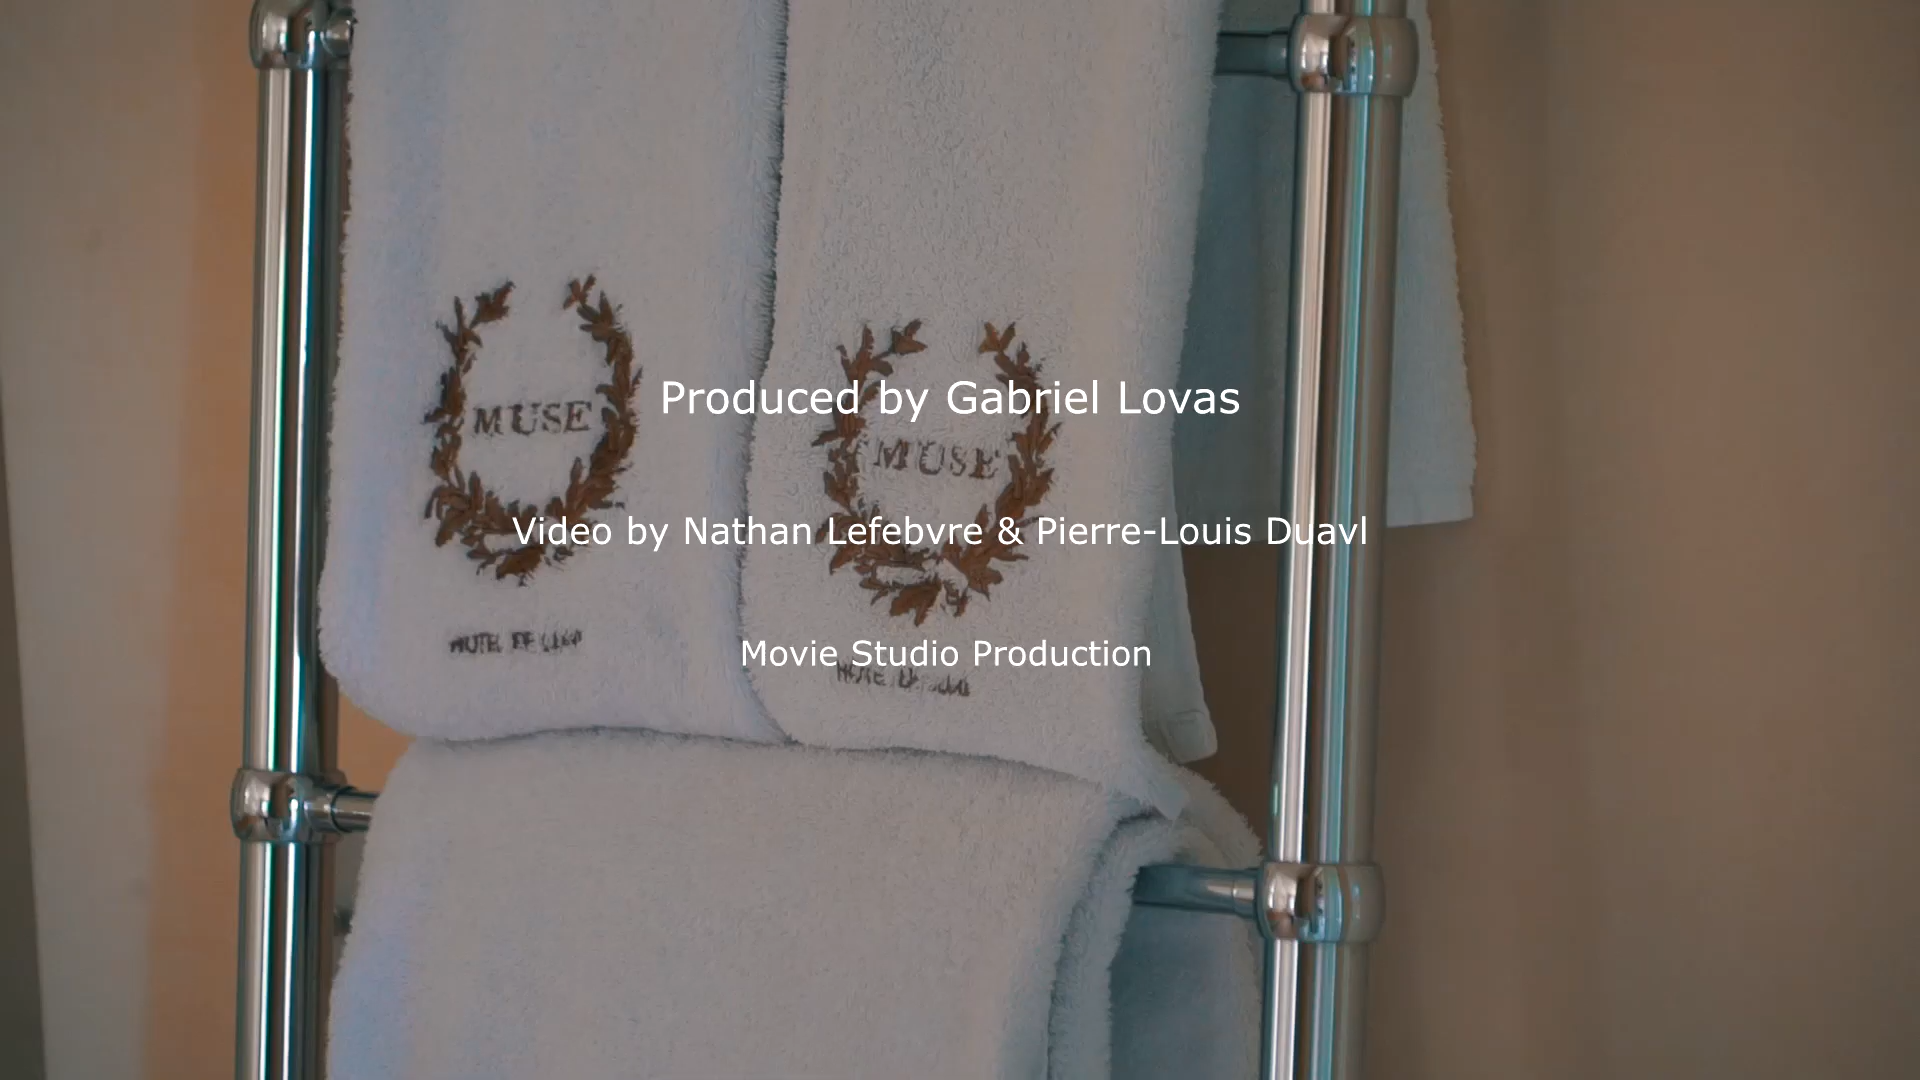 Produced by Gabriel Lovas
MUSE
MUSE
Video by Nathan Lefebvre & Pierre-Louis Duavl
Movie Studio Production